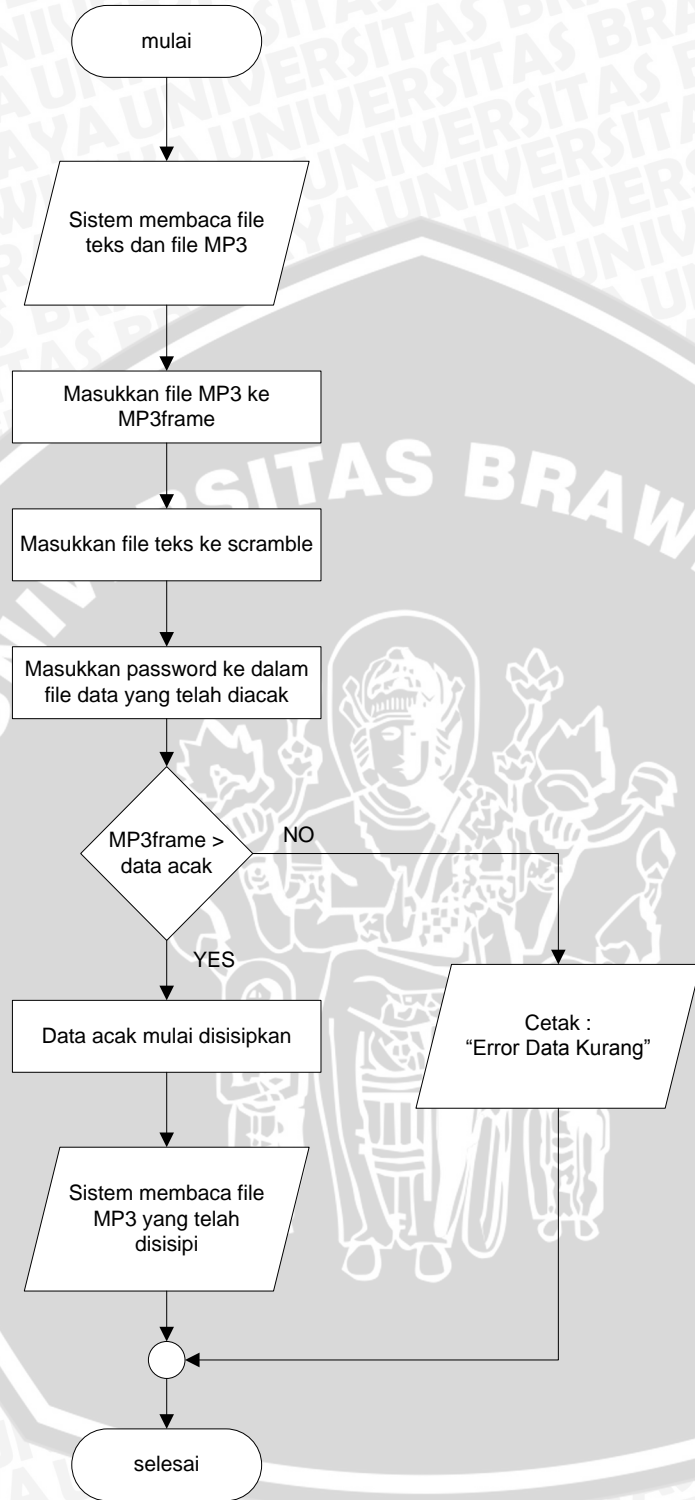 mulai
Sistem membaca file
teks dan file MP3
Masukkan file MP3 ke
MP3frame
Masukkan file teks ke scramble
Masukkan password ke dalam
file data yang telah diacak
MP3frame >
data acak
NO
YES
Data acak mulai disisipkan
Cetak :
“Error Data Kurang”
Sistem membaca file
MP3 yang telah
disisipi
selesai
UNIVERSITAS BRAW